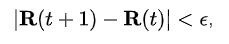 |𝐑(t + 1) − 𝐑(t)| < ϵ,